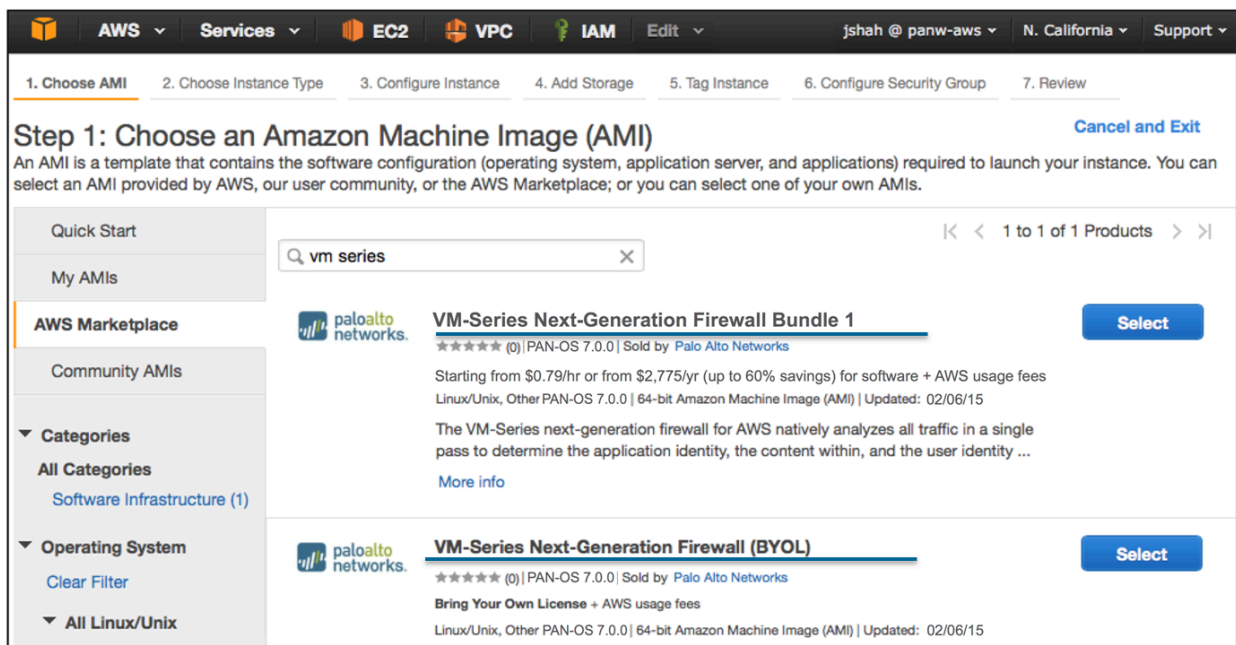 AWS Services EC2 VPC IAM Edit jshah @ panw-aws N. California Support
1. Choose AMI 2. Choose Instance Type 3. Configure Instance 4. Add Storage 5. Tag Instance 6. Configure Security Group 7. Review
Step 1: Choose an Amazon Machine Image (AMI)
Cancel and Exit
An AMI is a template that contains the software configuration (operating system, application server, and applications) required to launch your instance. You can
select an AMI provided by AWS, our user community, or the AWS Marketplace; or you can select one of your own AMIs.
Quick Start
My AMIs
AWS Marketplace
Community AMIs
Categories
All Categories
Software Infrastructure (1)
Operating System
Clear Filter
All Linux/Unix
1 to 1 of 1 Products
vm series
paloalto
networks.
VM-Series Next-Generation Firewall Bundle 1
Select
(0) | PAN-OS 7.0.0 | Sold by Palo Alto Networks
Starting from $0.79/hr or from $2,775/yr (up to 60% savings) for software + AWS usage fees
Linux/Unix, Other PAN-OS 7.0.0 | 64-bit Amazon Machine Image (AMI) | Updated: 02/06/15
The VM-Series next-generation firewall for AWS natively analyzes all traffic in a single
pass to determine the application identity, the content within, and the user identity ...
More info
paloalto
networks.
VM-Series Next-Generation Firewall (BYOL)
Select
(0) | PAN-OS 7.0.0 | Sold by Palo Alto Networks
Bring Your Own License + AWS usage fees
Linux/Unix, Other PAN-OS 7.0.0 | 64-bit Amazon Machine Image (AMI) | Updated: 02/06/15